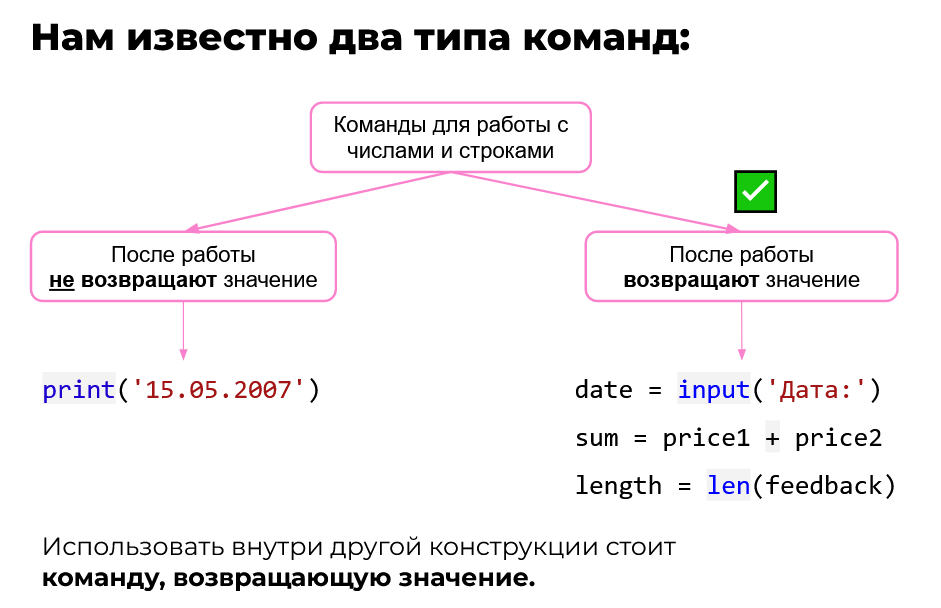 Нам известно два типа команд:
Команды для работы с
числами и строками
После работы
не возвращают значение
После работы
возвращают значение
print('15.05.2007')
date = input('Дата:')
sum = price1 + price2
length = len(feedback)
Использовать внутри другой конструкции стоит
команду, возвращающую значение.